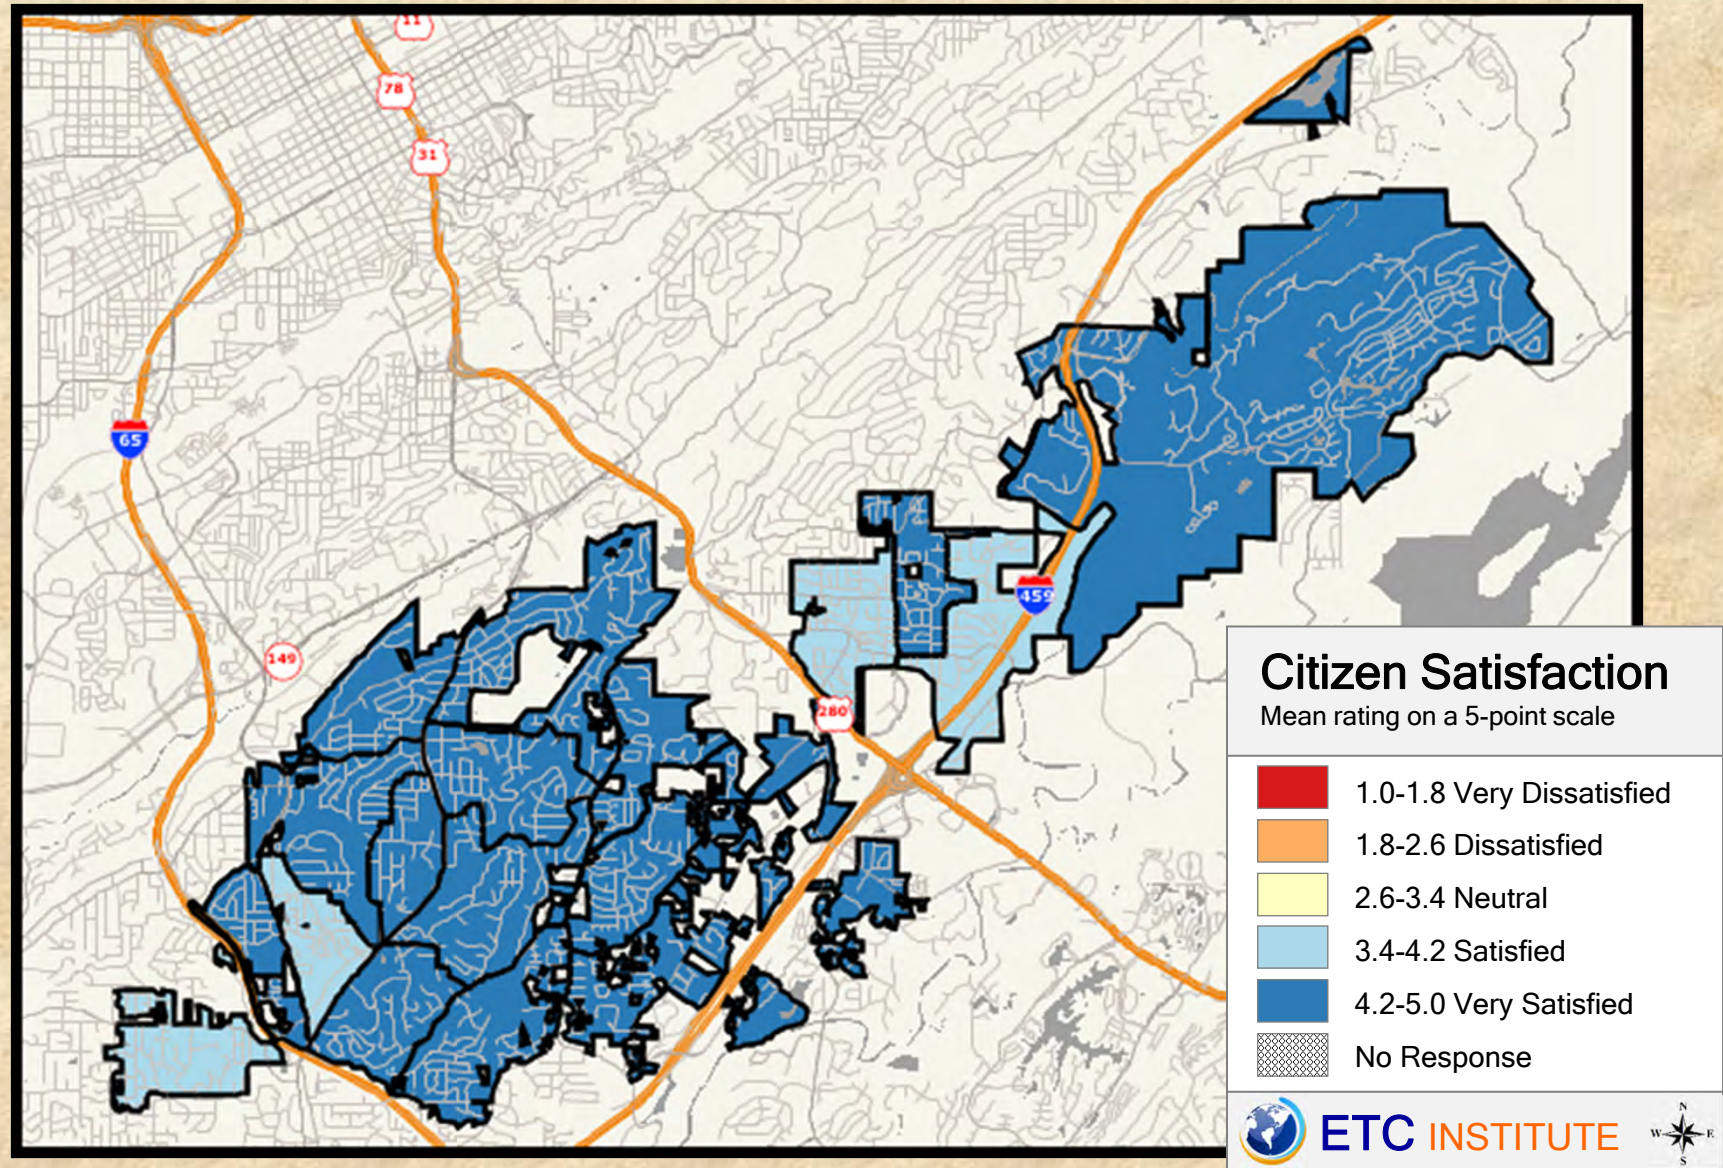 11
78
31
65
459
149
280
Citizen Satisfaction
Mean rating on a 5-point scale
1.0-1.8 Very Dissatisfied
1.8-2.6 Dissatisfied
2.6-3.4 Neutral
3.4-4.2 Satisfied
4.2-5.0 Very Satisfied
No Response
ETC INSTITUTE
N
W E
S